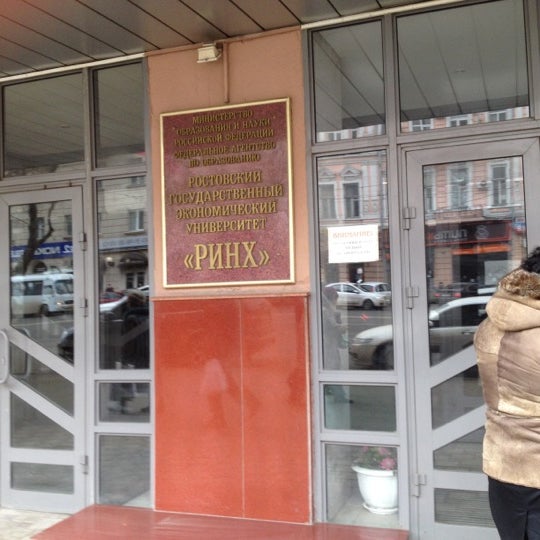 МИНИСТЕРСТВО
ОБРАЗОВАНИЯ И НАУКИ
РОССИЙСКОЙ ФЕДЕРАЦИИ
ФЕДЕРАЛЬНОЕ АГЕНТСТВО
ПО ОБРАЗОВАНИЮ
РОСТОВСКИЙ
ГОСУДАРСТВЕННЫЙ
ЭКОНОМИЧЕСКИЙ
УНИВЕРСИТЕТ
«РИНХ»
ВНИМАНИЕ!